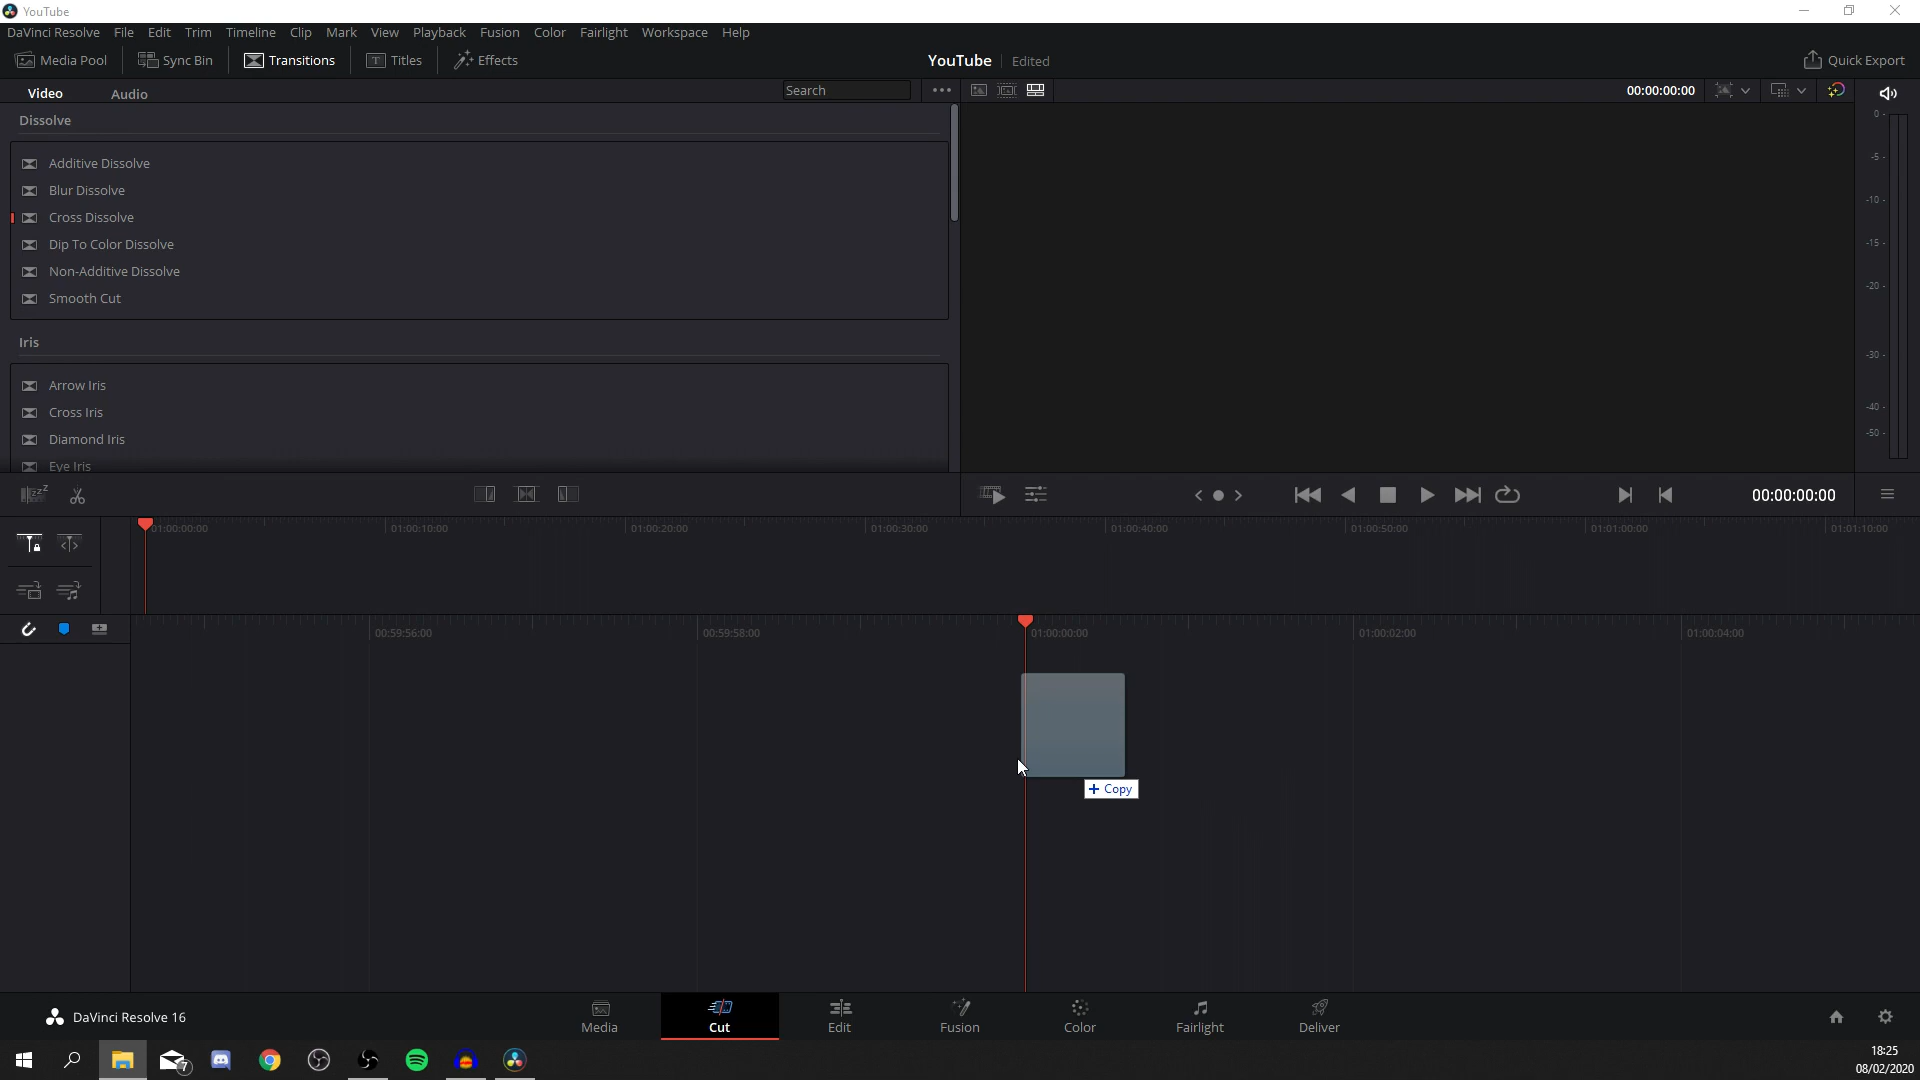 YouTube
DaVinci Resolve File Edit Trim Timeline Clip Mark View Playback Fusion Color Fairlight Workspace Help
Media Pool Sync Bin Transitions Titles Effects YouTube Edited Quick Export
Video Audio Search 00:00:00:00
Dissolve
Additive Dissolve
Blur Dissolve
Cross Dissolve
Dip To Color Dissolve
Non-Additive Dissolve
Smooth Cut
Iris
Arrow Iris
Cross Iris
Diamond Iris
Eye Iris
0 -
-5 -
-10 -
-15 -
-20 -
-30 -
-40 -
-50 -
zzZ 00:00:00:00
01:00:00:00 01:00:10:00 01:00:20:00 01:00:30:00 01:00:40:00 01:00:50:00 01:01:00:00 01:01:10:00
00:59:56:00 00:59:58:00 01:00:00:00 01:00:02:00 01:00:04:00
+ Copy
DaVinci Resolve 16 Media Cut Edit Fusion Color Fairlight Deliver
7
18:25
08/02/2020